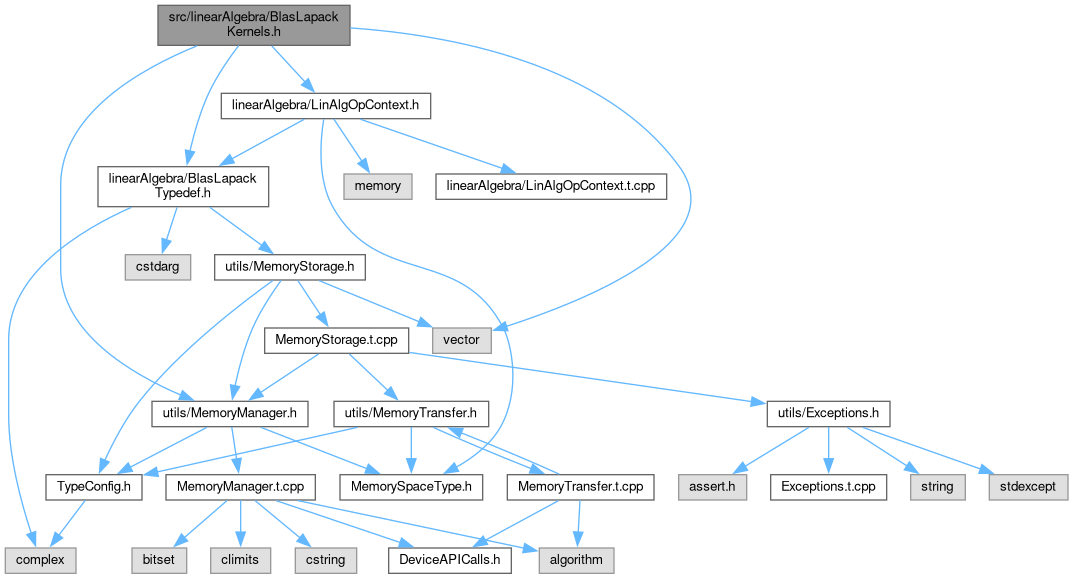 src/linearAlgebra/BlasLapack
Kernels.h
linearAlgebra/LinAlgOpContext.h
linearAlgebra/BlasLapack
Typedef.h
memory
linearAlgebra/LinAlgOpContext.t.cpp
cstdarg
utils/MemoryStorage.h
MemoryStorage.t.cpp
vector
utils/MemoryManager.h
utils/MemoryTransfer.h
utils/Exceptions.h
TypeConfig.h
MemoryManager.t.cpp
MemorySpaceType.h
MemoryTransfer.t.cpp
assert.h
Exceptions.t.cpp
string
stdexcept
complex
bitset
climits
cstring
DeviceAPICalls.h
algorithm